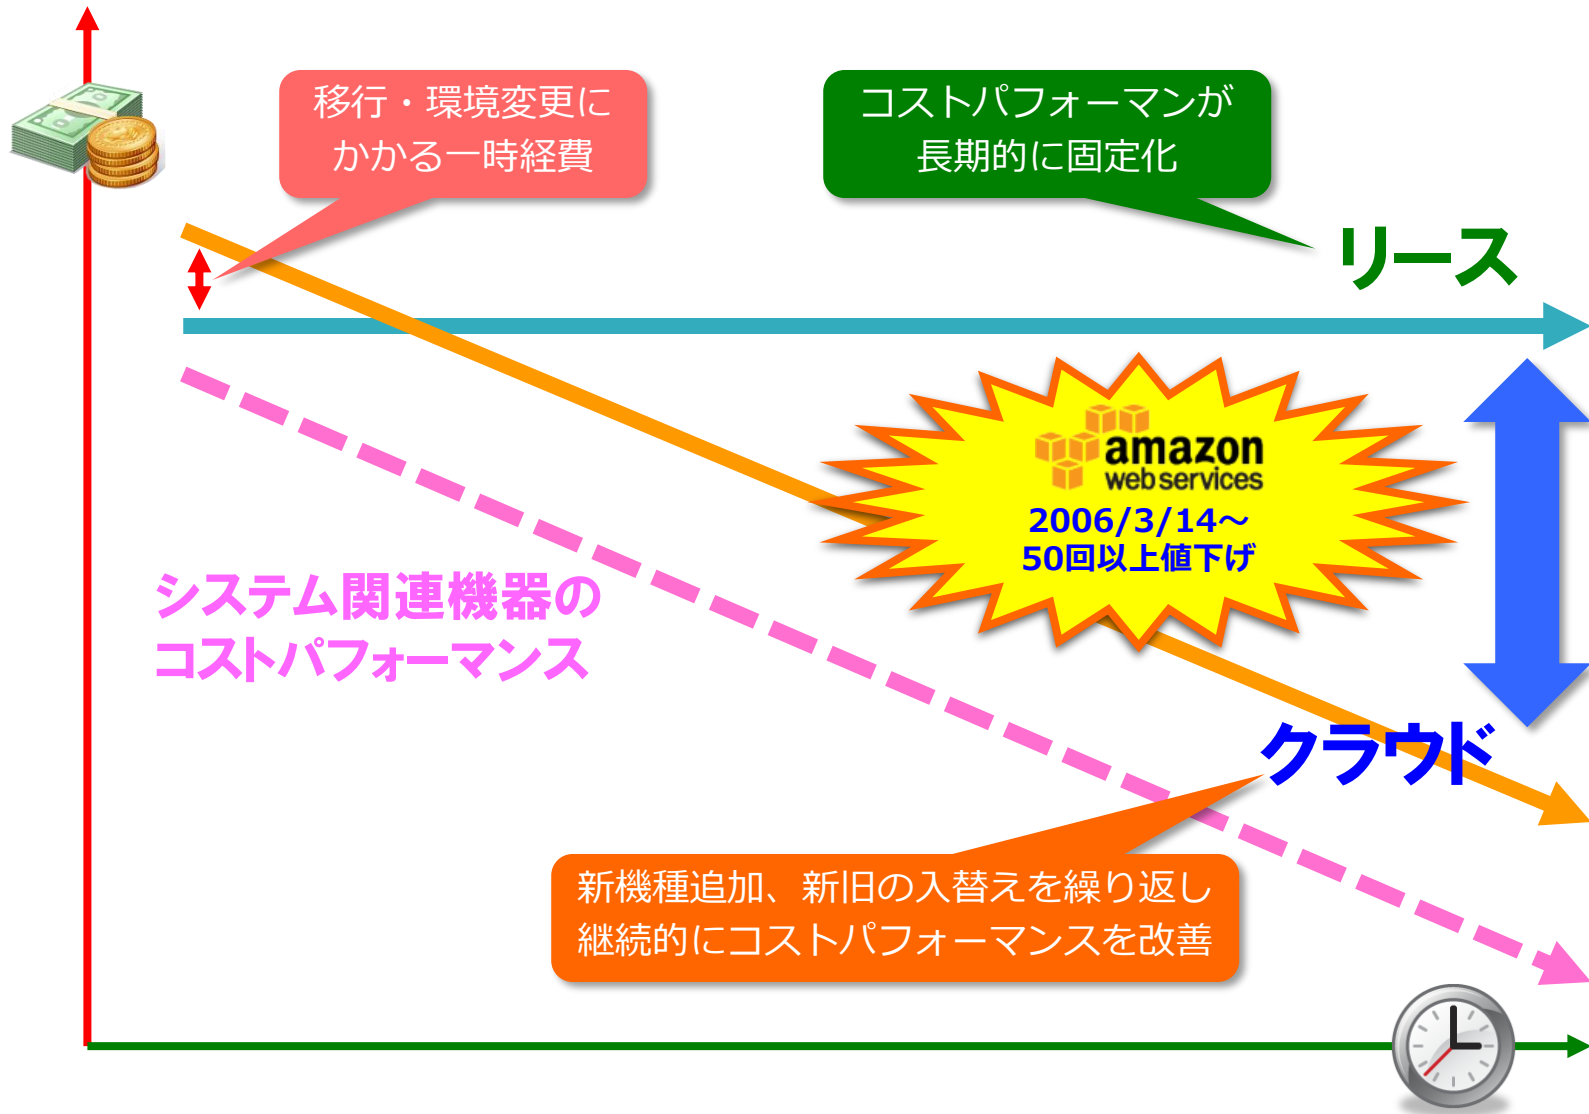 移行・環境変更に
かかる一時経費
コストパフォーマンが
長期的に固定化
リース
amazon
web services
2006/3/14～
50回以上値下げ
システム関連機器の
コストパフォーマンス
クラウド
新機種追加、新旧の入替えを繰り返し
継続的にコストパフォーマンスを改善